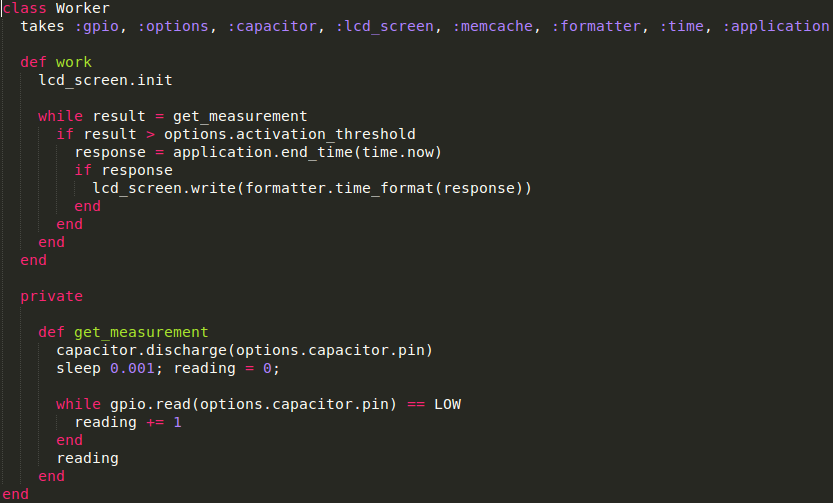 class Worker
  takes :gpio, :options, :capacitor, :lcd_screen, :memcache, :formatter, :time, :application

  def work
    lcd_screen.init

    while result = get_measurement
      if result > options.activation_threshold
        response = application.end_time(time.now)
        if response
          lcd_screen.write(formatter.time_format(response))
        end
      end
    end
  end

  private

    def get_measurement
      capacitor.discharge(options.capacitor.pin)
      sleep 0.001; reading = 0;

      while gpio.read(options.capacitor.pin) == LOW
        reading += 1
      end
      reading
    end
end